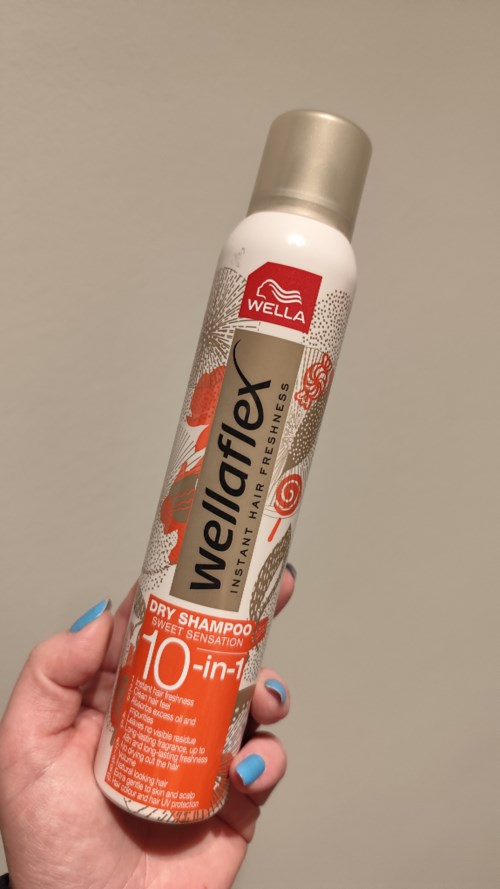 WELLA
wellaflex
INSTANT HAIR FRESHNESS
DRY SHAMPOO
SWEET SENSATION
10-in-1
Instant hair freshness
Clean hair feel
Absorbs excess oil and
impurities
Leaves no visible residue
Long-lasting fragrance, up to
and long-lasting freshness
No drying out the hair
Volume
Natural looking hair
Extra gentle to skin and scalp
Hair colour and hair UV protection